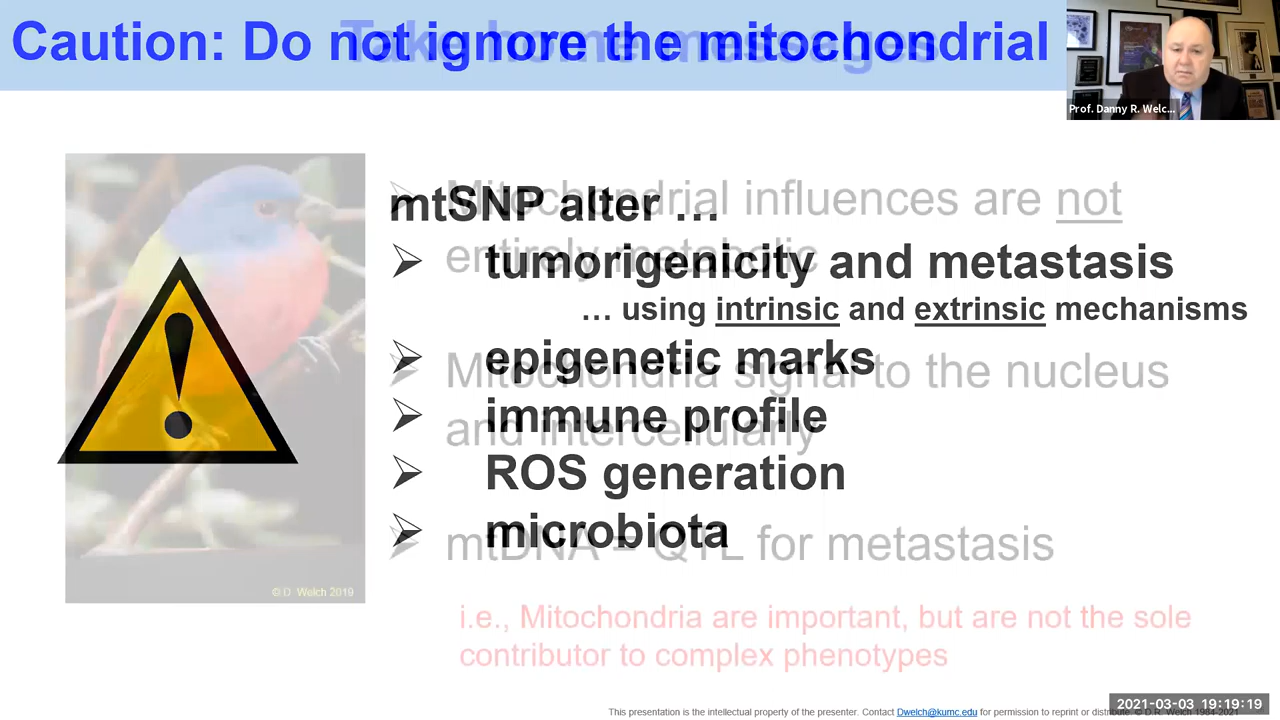 Caution: Do not ignore the mitochondrial
Take home messages
Prof. Danny R. Welc...
mtSNP alter ...
➢ tumorigenicity and metastasis
... using intrinsic and extrinsic mechanisms
➢ epigenetic marks
➢ immune profile
➢ ROS generation
➢ microbiota
➢ Mitochondrial influences are not
entirely metabolic
➢ Mitochondria signal to the nucleus
and intercellularly
➢ mtDNA = QTL for metastasis
i.e., Mitochondria are important, but are not the sole
contributor to complex phenotypes
© D. Welch 2019
This presentation is the intellectual property of the presenter. Contact Dwelch@kumc.edu for permission to reprint or distribute. © D.R. Welch 1984-2021
2021-03-03 19:19:19